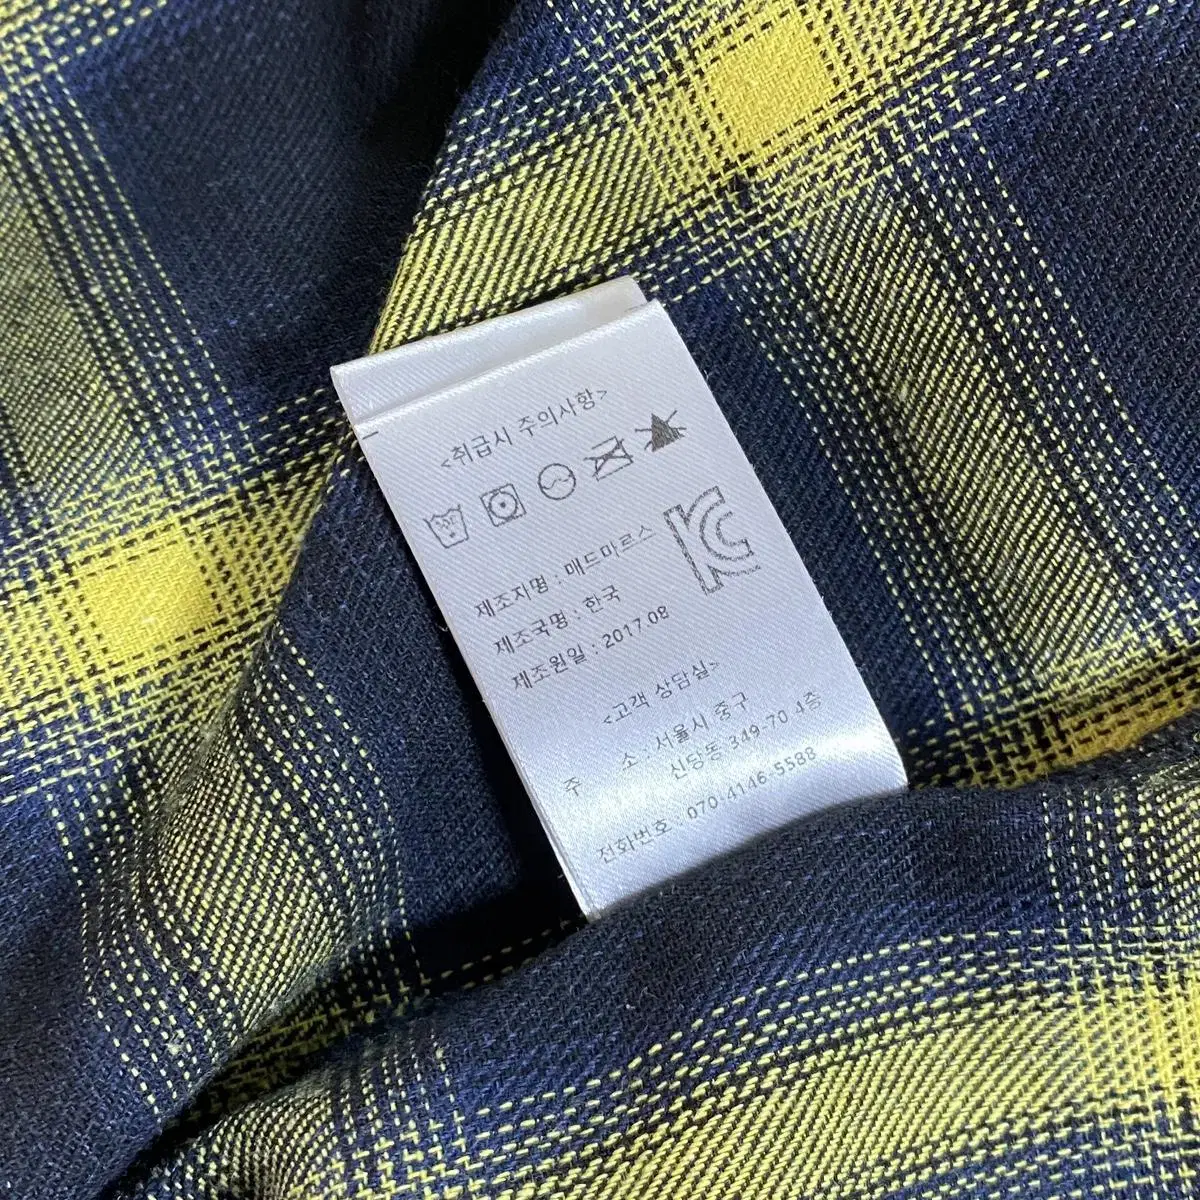 <취급시 주의사항>
KC
제조지명 : 매드마르스
제조국명 : 한국
제조원일 : 2017.08
<고객 상담실>
주 소 : 서울시 중구
신당동 349-70 4층
전화번호 : 070-4146-5588